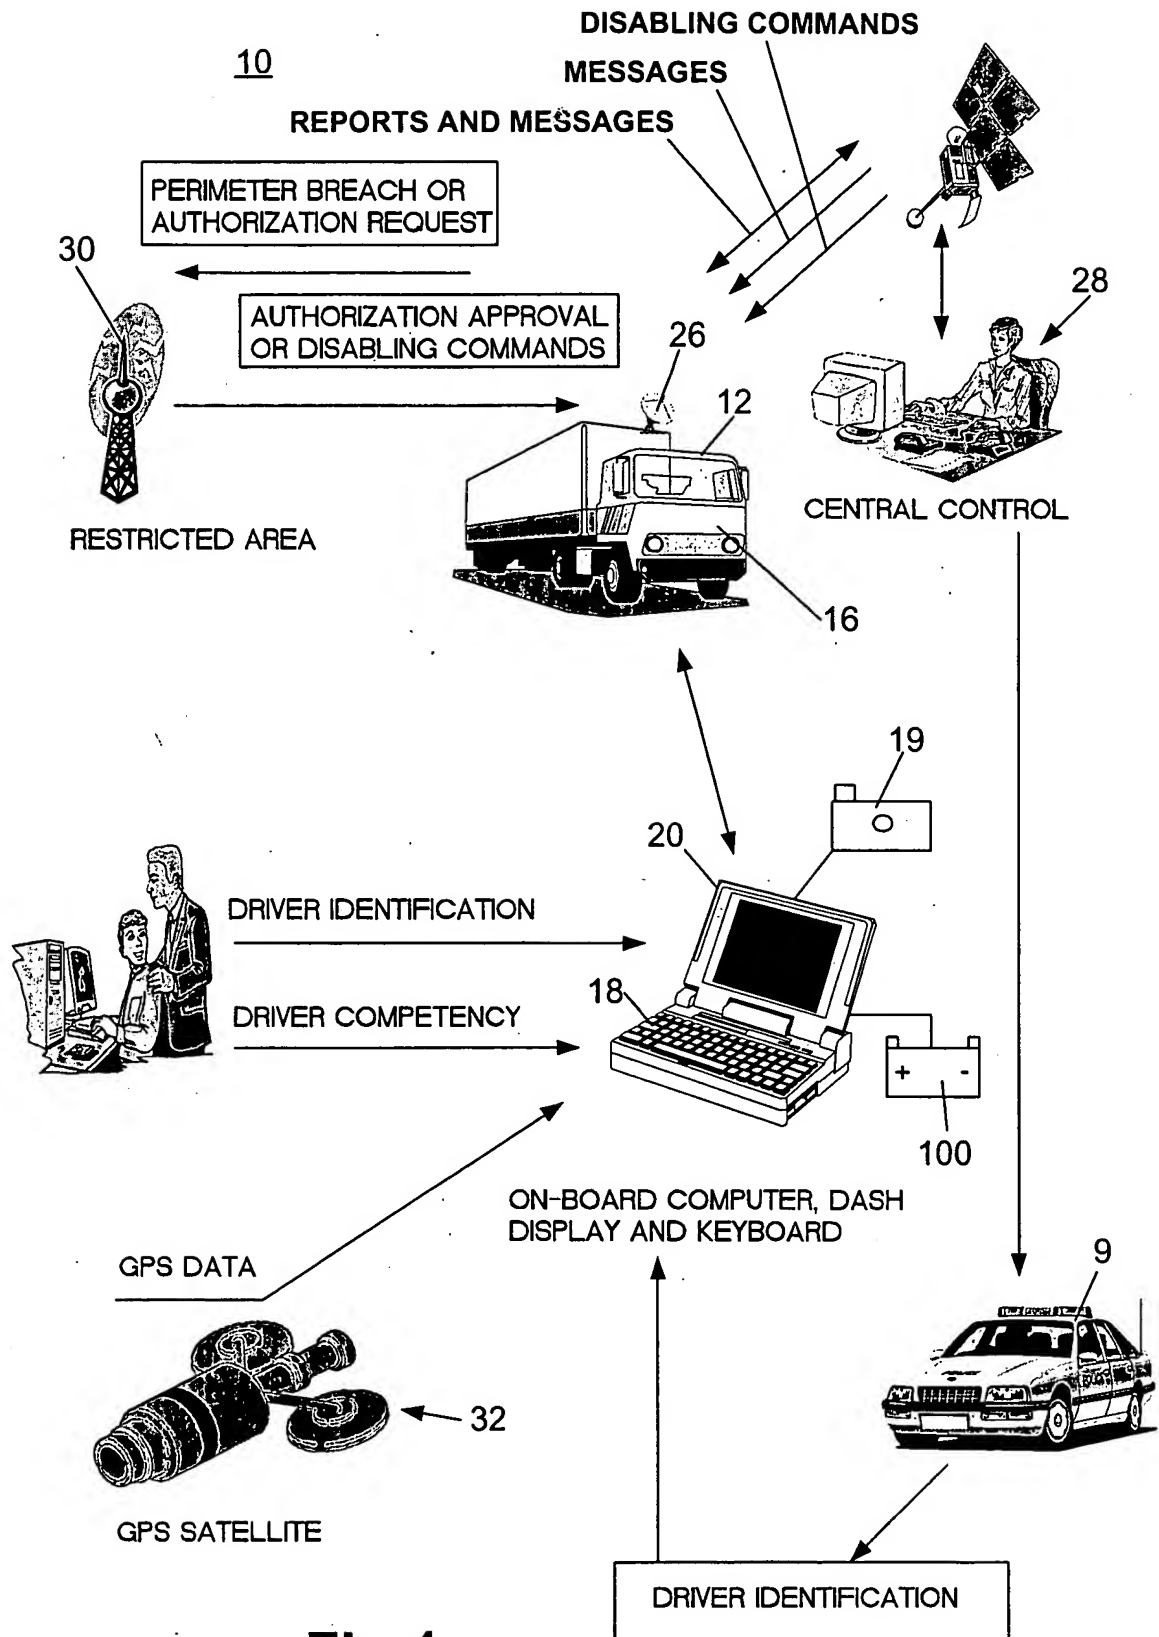 DISABLING COMMANDS
10
MESSAGES
REPORTS AND MESSAGES
PERIMETER BREACH OR
AUTHORIZATION REQUEST
30
28
AUTHORIZATION APPROVAL
OR DISABLING COMMANDS
26
12
CENTRAL CONTROL
RESTRICTED AREA
16
19
20
DRIVER IDENTIFICATION
18
DRIVER COMPETENCY
+ -
100
ON-BOARD COMPUTER, DASH
DISPLAY AND KEYBOARD
GPS DATA
9
32
GPS SATELLITE
DRIVER IDENTIFICATION